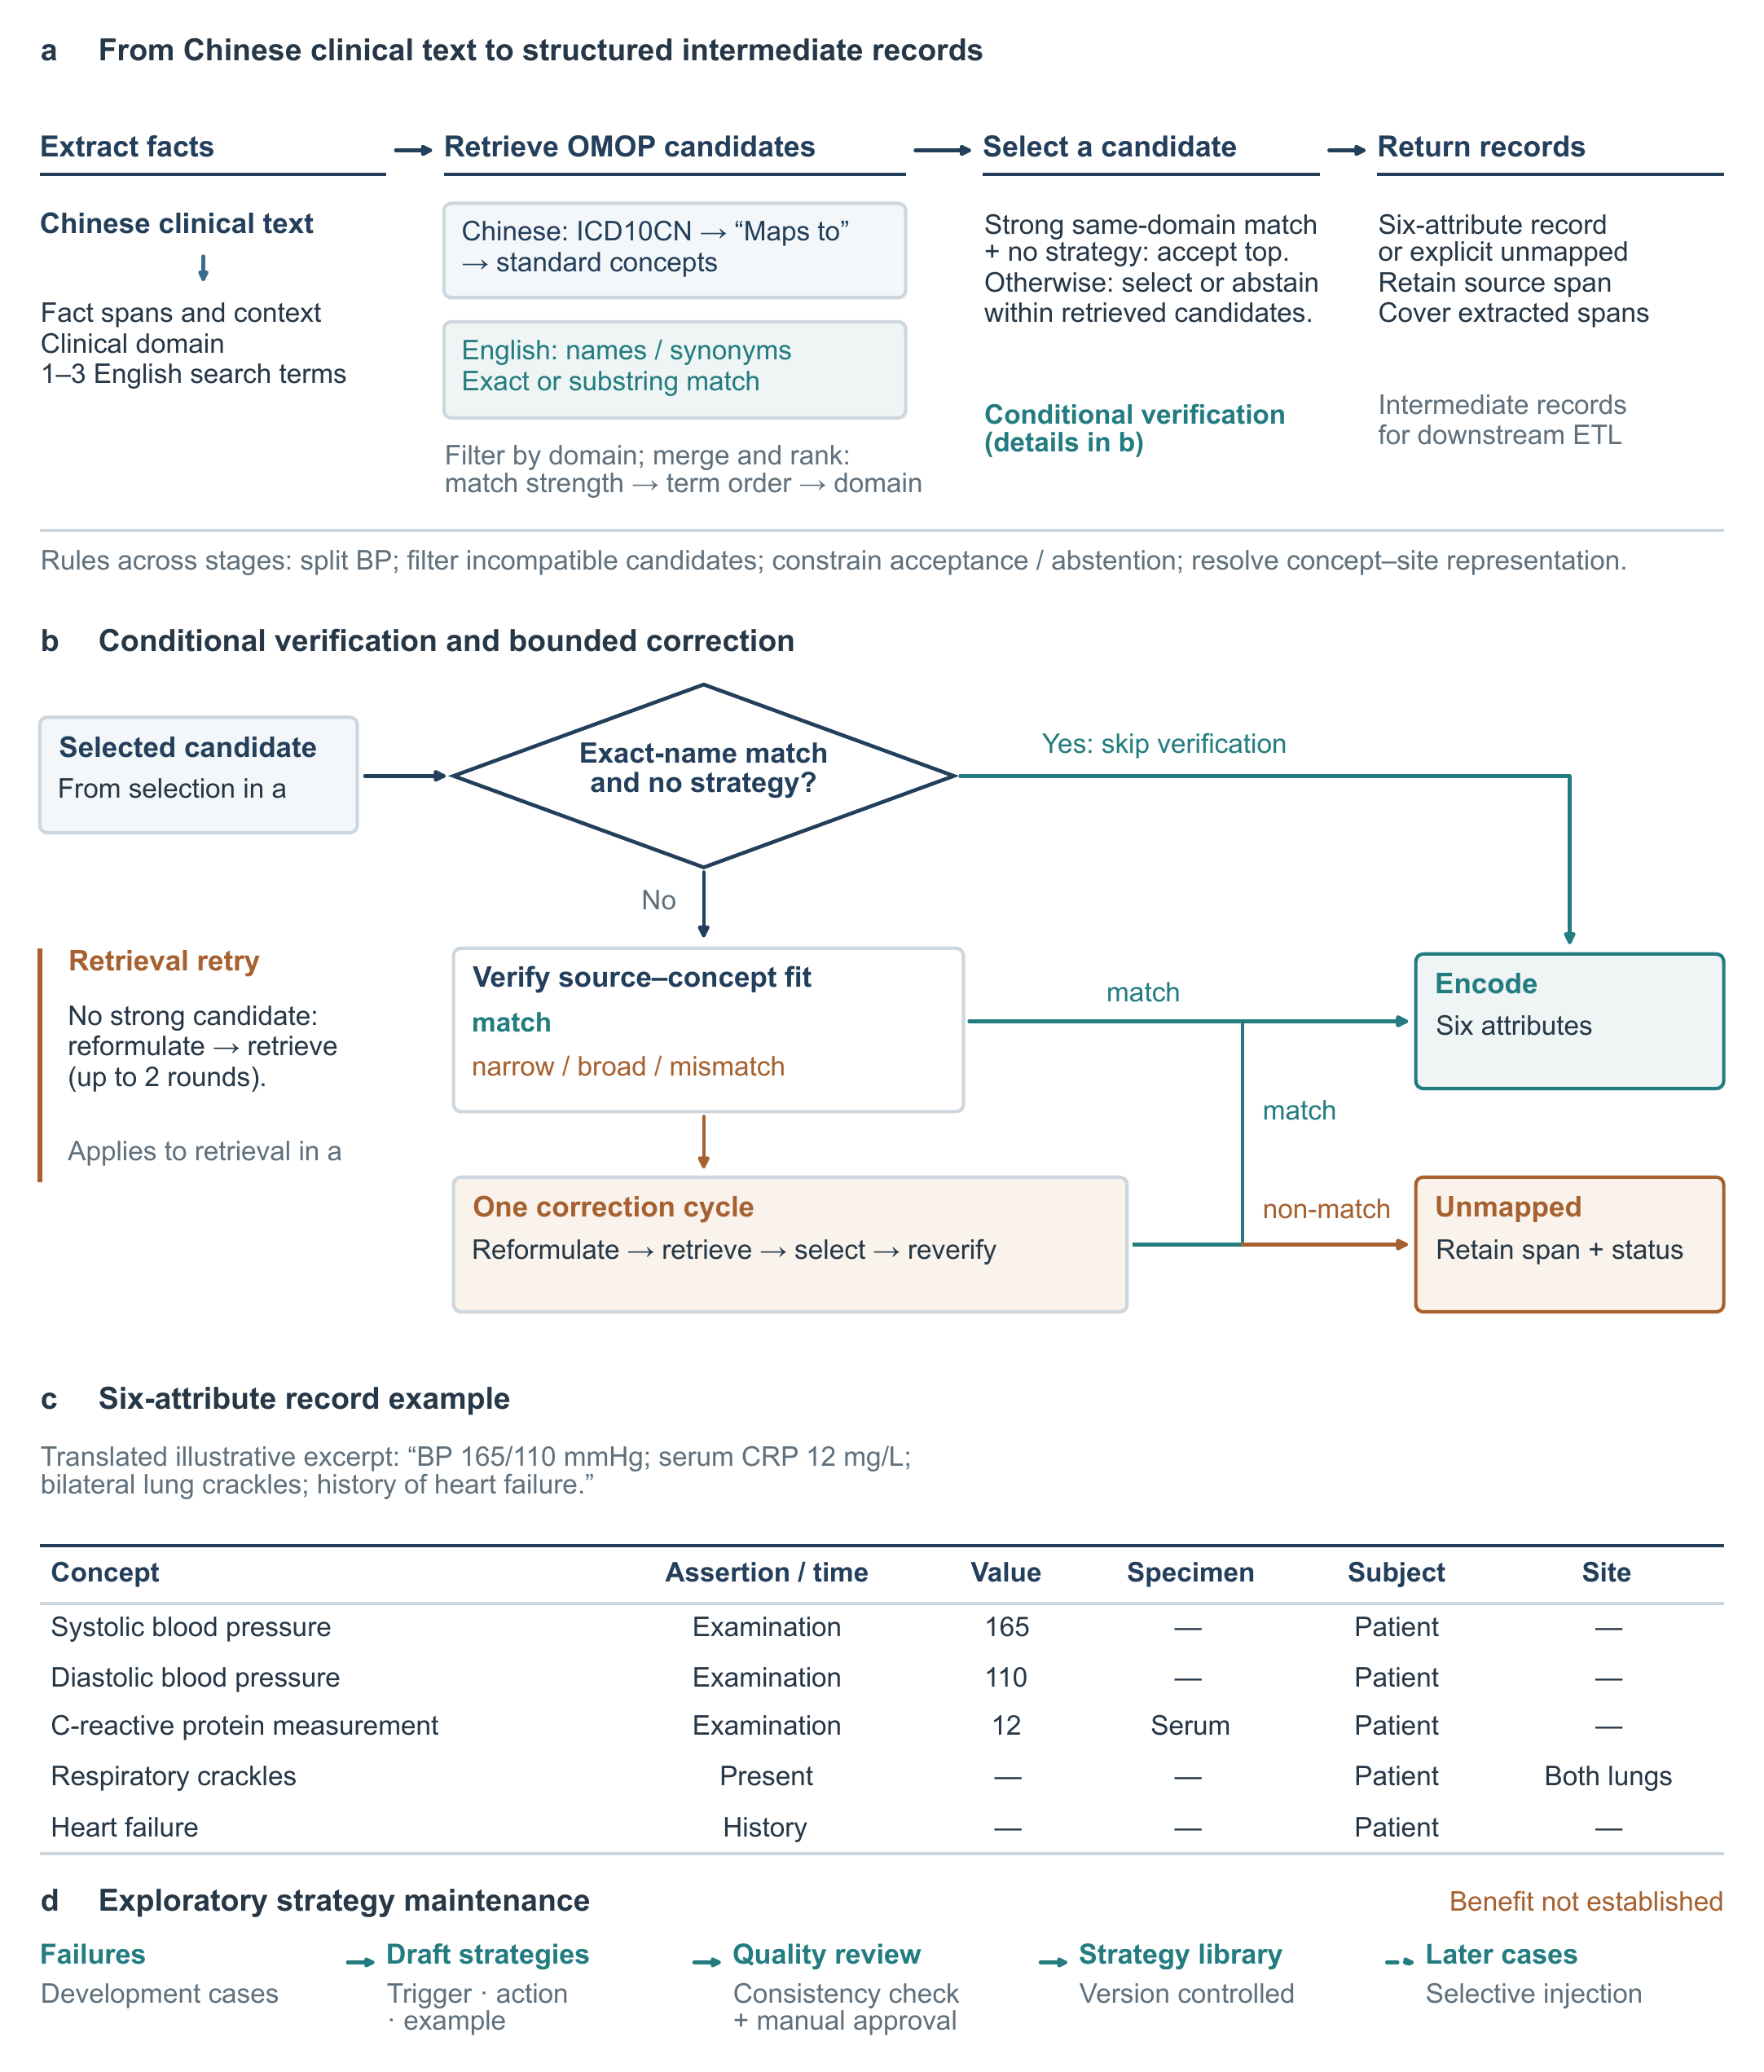 a From Chinese clinical text to structured intermediate records
Extract facts → Retrieve OMOP candidates → Select a candidate → Return records
Chinese clinical text
Fact spans and context
Clinical domain
1–3 English search terms
Chinese: ICD10CN → “Maps to”
→ standard concepts
English: names / synonyms
Exact or substring match
Filter by domain; merge and rank:
match strength → term order → domain
Strong same-domain match
+ no strategy: accept top.
Otherwise: select or abstain
within retrieved candidates.
Conditional verification
(details in b)
Six-attribute record
or explicit unmapped
Retain source span
Cover extracted spans
Intermediate records
for downstream ETL
Rules across stages: split BP; filter incompatible candidates; constrain acceptance / abstention; resolve concept–site representation.
b Conditional verification and bounded correction
Selected candidate
From selection in a
Exact-name match
and no strategy?
Yes: skip verification
No
Retrieval retry
No strong candidate:
reformulate → retrieve
(up to 2 rounds).
Applies to retrieval in a
Verify source–concept fit
match
narrow / broad / mismatch
match
Encode
Six attributes
match
One correction cycle
Reformulate → retrieve → select → reverify
non-match
Unmapped
Retain span + status
c Six-attribute record example
Translated illustrative excerpt: “BP 165/110 mmHg; serum CRP 12 mg/L;
bilateral lung crackles; history of heart failure.”
Concept Assertion / time Value Specimen Subject Site
Systolic blood pressure Examination 165 — Patient —
Diastolic blood pressure Examination 110 — Patient —
C-reactive protein measurement Examination 12 Serum Patient —
Respiratory crackles Present — — Patient Both lungs
Heart failure History — — Patient —
d Exploratory strategy maintenance Benefit not established
Failures
Development cases
Draft strategies
Trigger · action
· example
Quality review
Consistency check
+ manual approval
Strategy library
Version controlled
Later cases
Selective injection